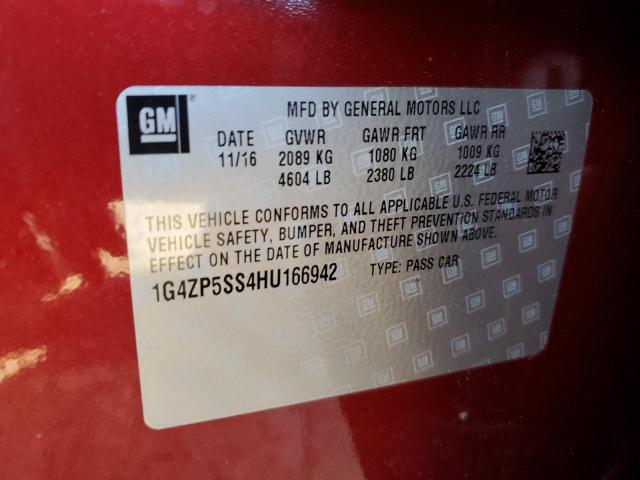 GM
MFD BY GENERAL MOTORS LLC
DATE GVWR GAWR FRT GAWR RR
11/16 2089 KG 1080 KG 1009 KG
4604 LB 2380 LB 2224 LB
THIS VEHICLE CONFORMS TO ALL APPLICABLE U.S. FEDERAL MOTOR
VEHICLE SAFETY, BUMPER, AND THEFT PREVENTION STANDARDS IN
EFFECT ON THE DATE OF MANUFACTURE SHOWN ABOVE.
1G4ZP5SS4HU166942 TYPE: PASS CAR